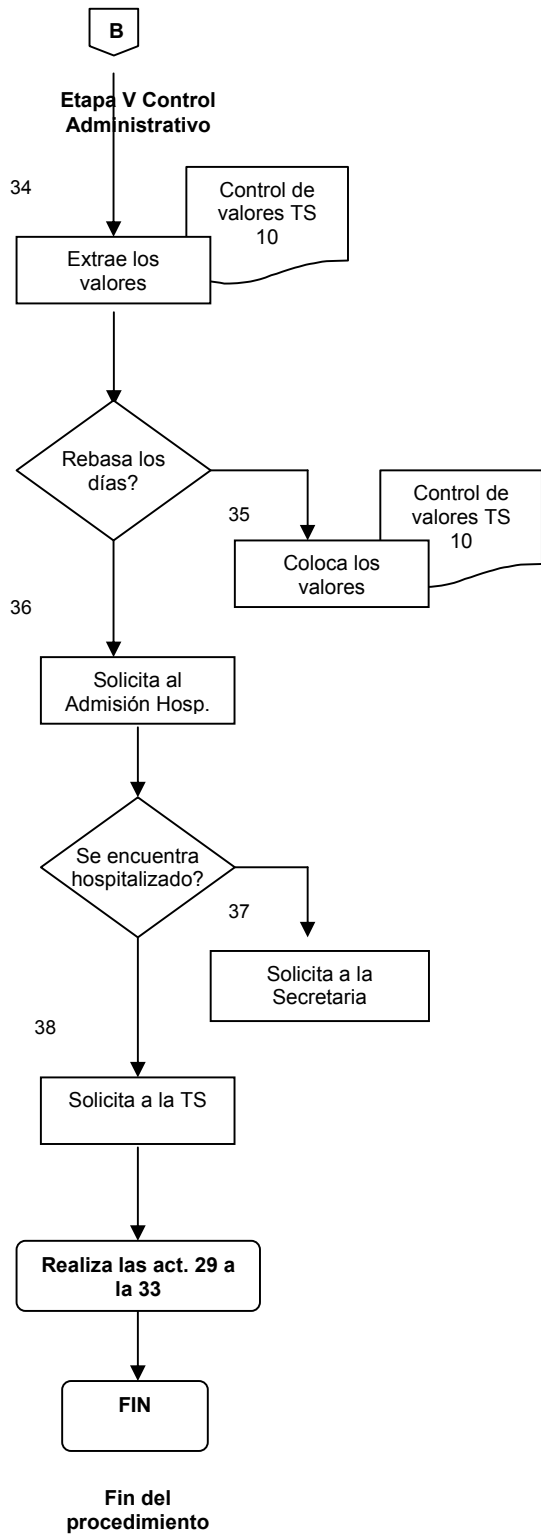 B
Etapa V Control
Administrativo
34
Control de
valores TS
10
Extrae los
valores
Rebasa los
días?
35
Control de
valores TS
10
Coloca los
valores
36
Solicita al
Admisión Hosp.
Se encuentra
hospitalizado?
37
Solicita a la
Secretaria
38
Solicita a la TS
Realiza las act. 29 a
la 33
FIN
Fin del
procedimiento